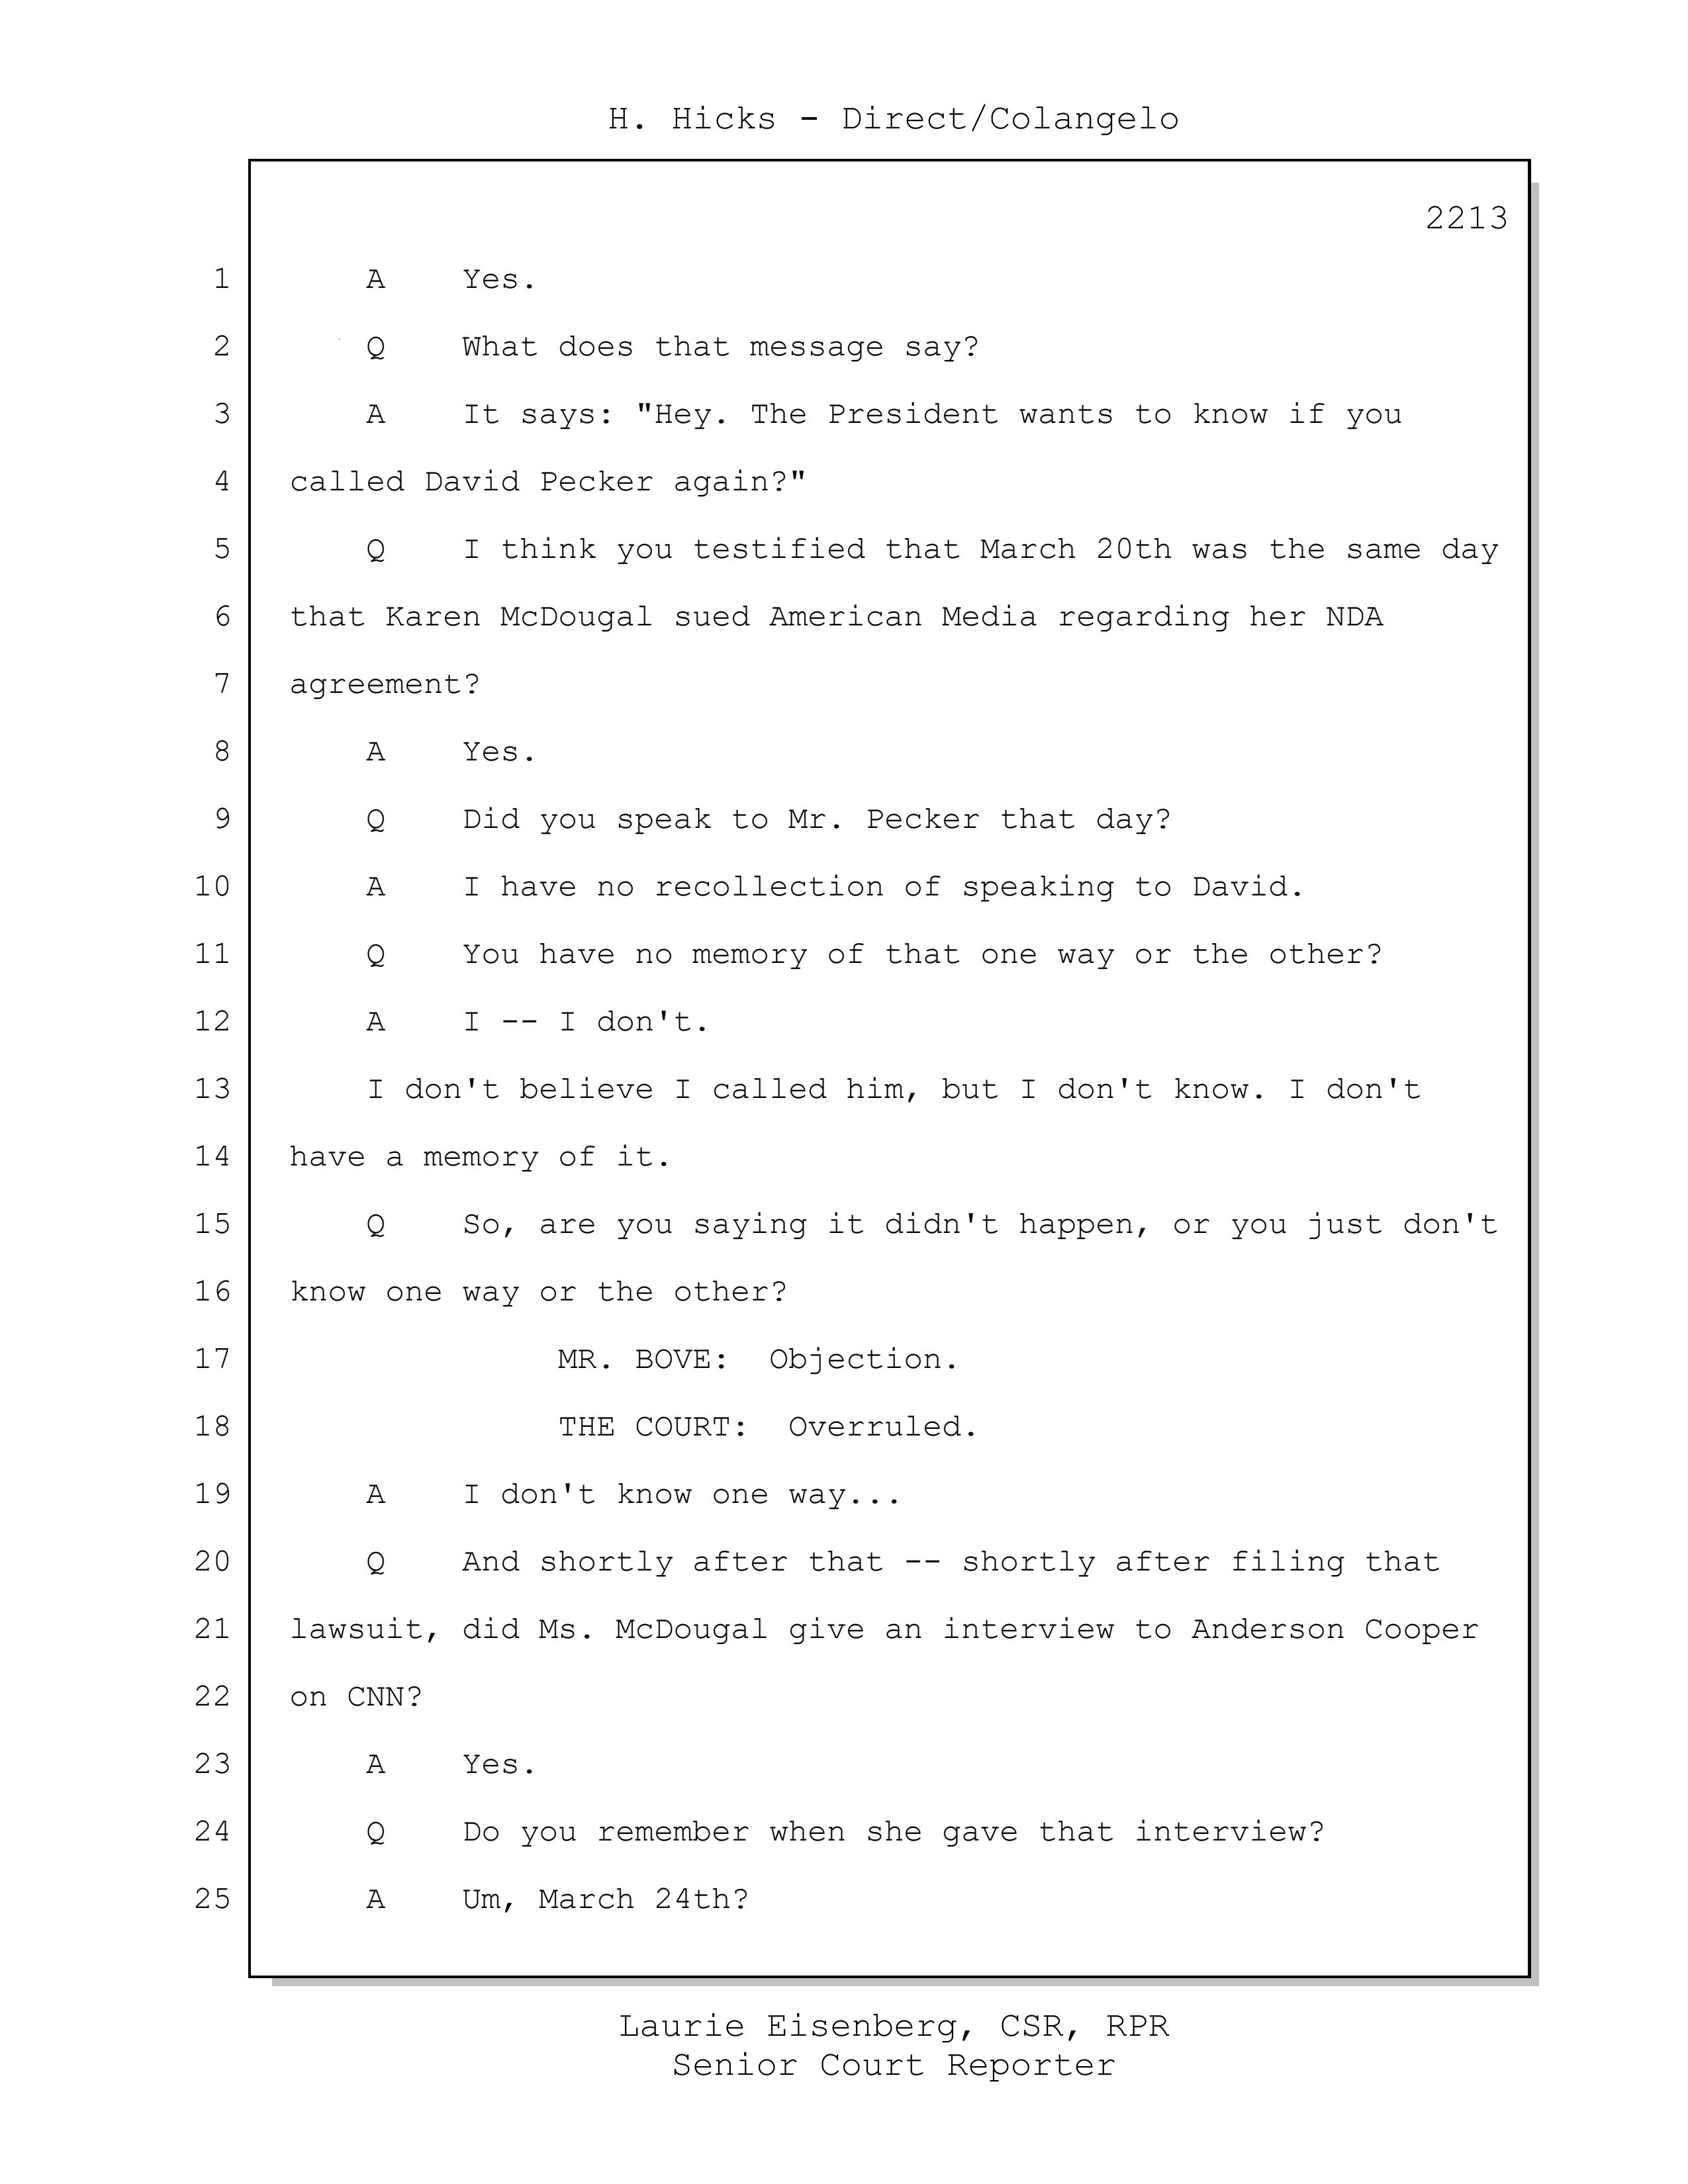 H. Hicks - Direct/Colangelo
2213
1 A Yes.
2 Q What does that message say?
3 A It says: "Hey. The President wants to know if you
4 called David Pecker again?"
5 Q I think you testified that March 20th was the same day
6 that Karen McDougal sued American Media regarding her NDA
7 agreement?
8 A Yes.
9 Q Did you speak to Mr. Pecker that day?
10 A I have no recollection of speaking to David.
11 Q You have no memory of that one way or the other?
12 A I -- I don't.
13 I don't believe I called him, but I don't know. I don't
14 have a memory of it.
15 Q So, are you saying it didn't happen, or you just don't
16 know one way or the other?
17 MR. BOVE: Objection.
18 THE COURT: Overruled.
19 A I don't know one way...
20 Q And shortly after that -- shortly after filing that
21 lawsuit, did Ms. McDougal give an interview to Anderson Cooper
22 on CNN?
23 A Yes.
24 Q Do you remember when she gave that interview?
25 A Um, March 24th?
Laurie Eisenberg, CSR, RPR
Senior Court Reporter